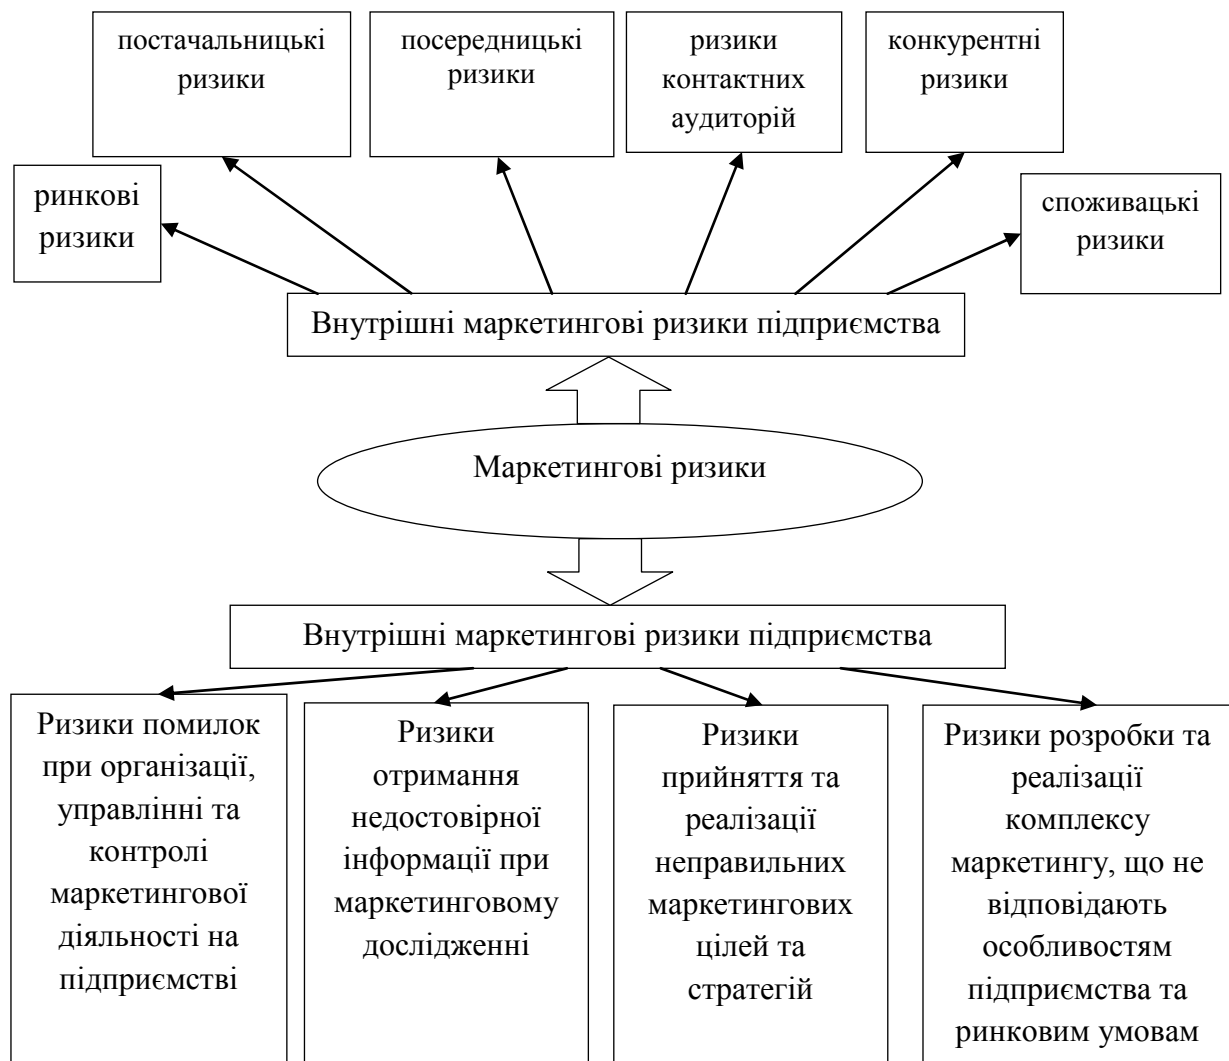 постачальницькі
ризики
посередницькі
ризики
ризики
контактних
аудиторій
конкурентні
ризики
ринкові
ризики
споживацькі
ризики
Внутрішні маркетингові ризики підприємства
Маркетингові ризики
Внутрішні маркетингові ризики підприємства
Ризики помилок
при організації,
управлінні та
контролі
маркетингової
діяльності на
підприємстві
Ризики
отримання
недостовірної
інформації при
маркетинговому
дослідженні
Ризики
прийняття та
реалізації
неправильних
маркетингових
цілей та
стратегій
Ризики розробки та
реалізації
комплексу
маркетингу, що не
відповідають
особливостям
підприємства та
ринковим умовам